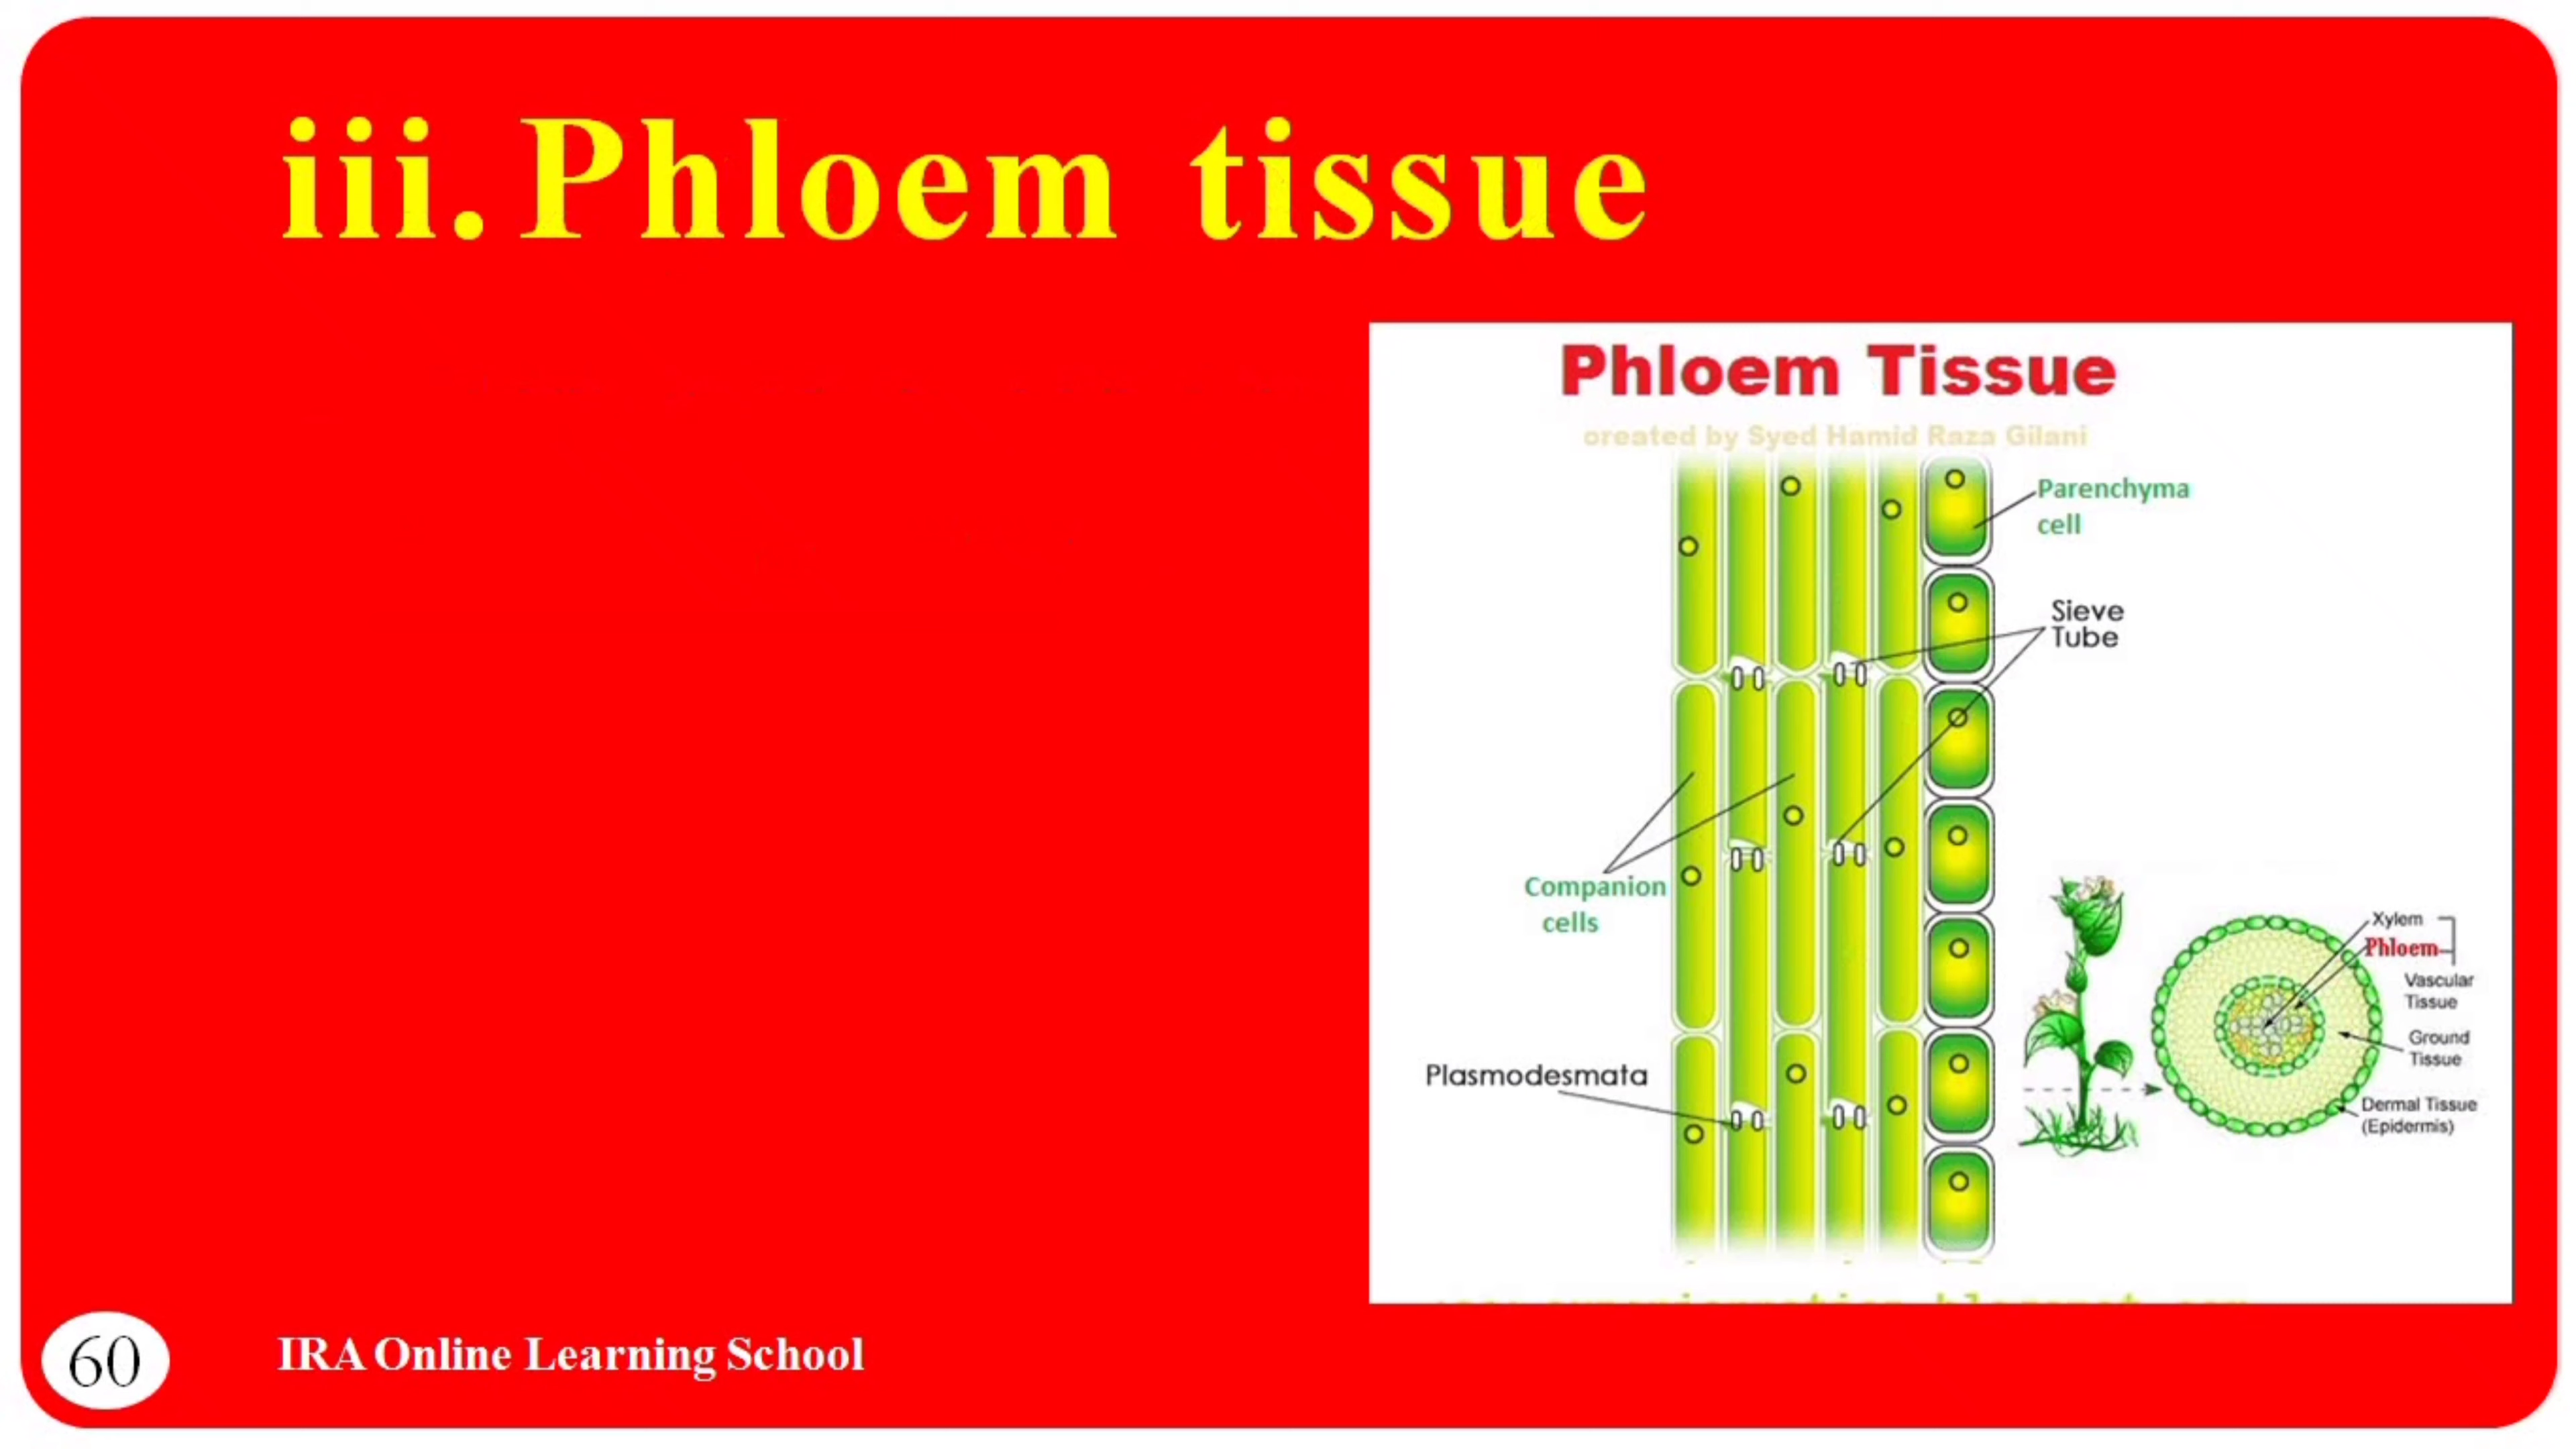 iii. Phloem tissue
Phloem Tissue
created by Syed Hamid Raza Gilani
Parenchyma
cell
Sieve
Tube
Companion
cells
Xylem
Phloem
Vascular
Tissue
Ground
Tissue
Plasmodesmata
Dermal Tissue
(Epidermis)
60
IRA Online Learning School